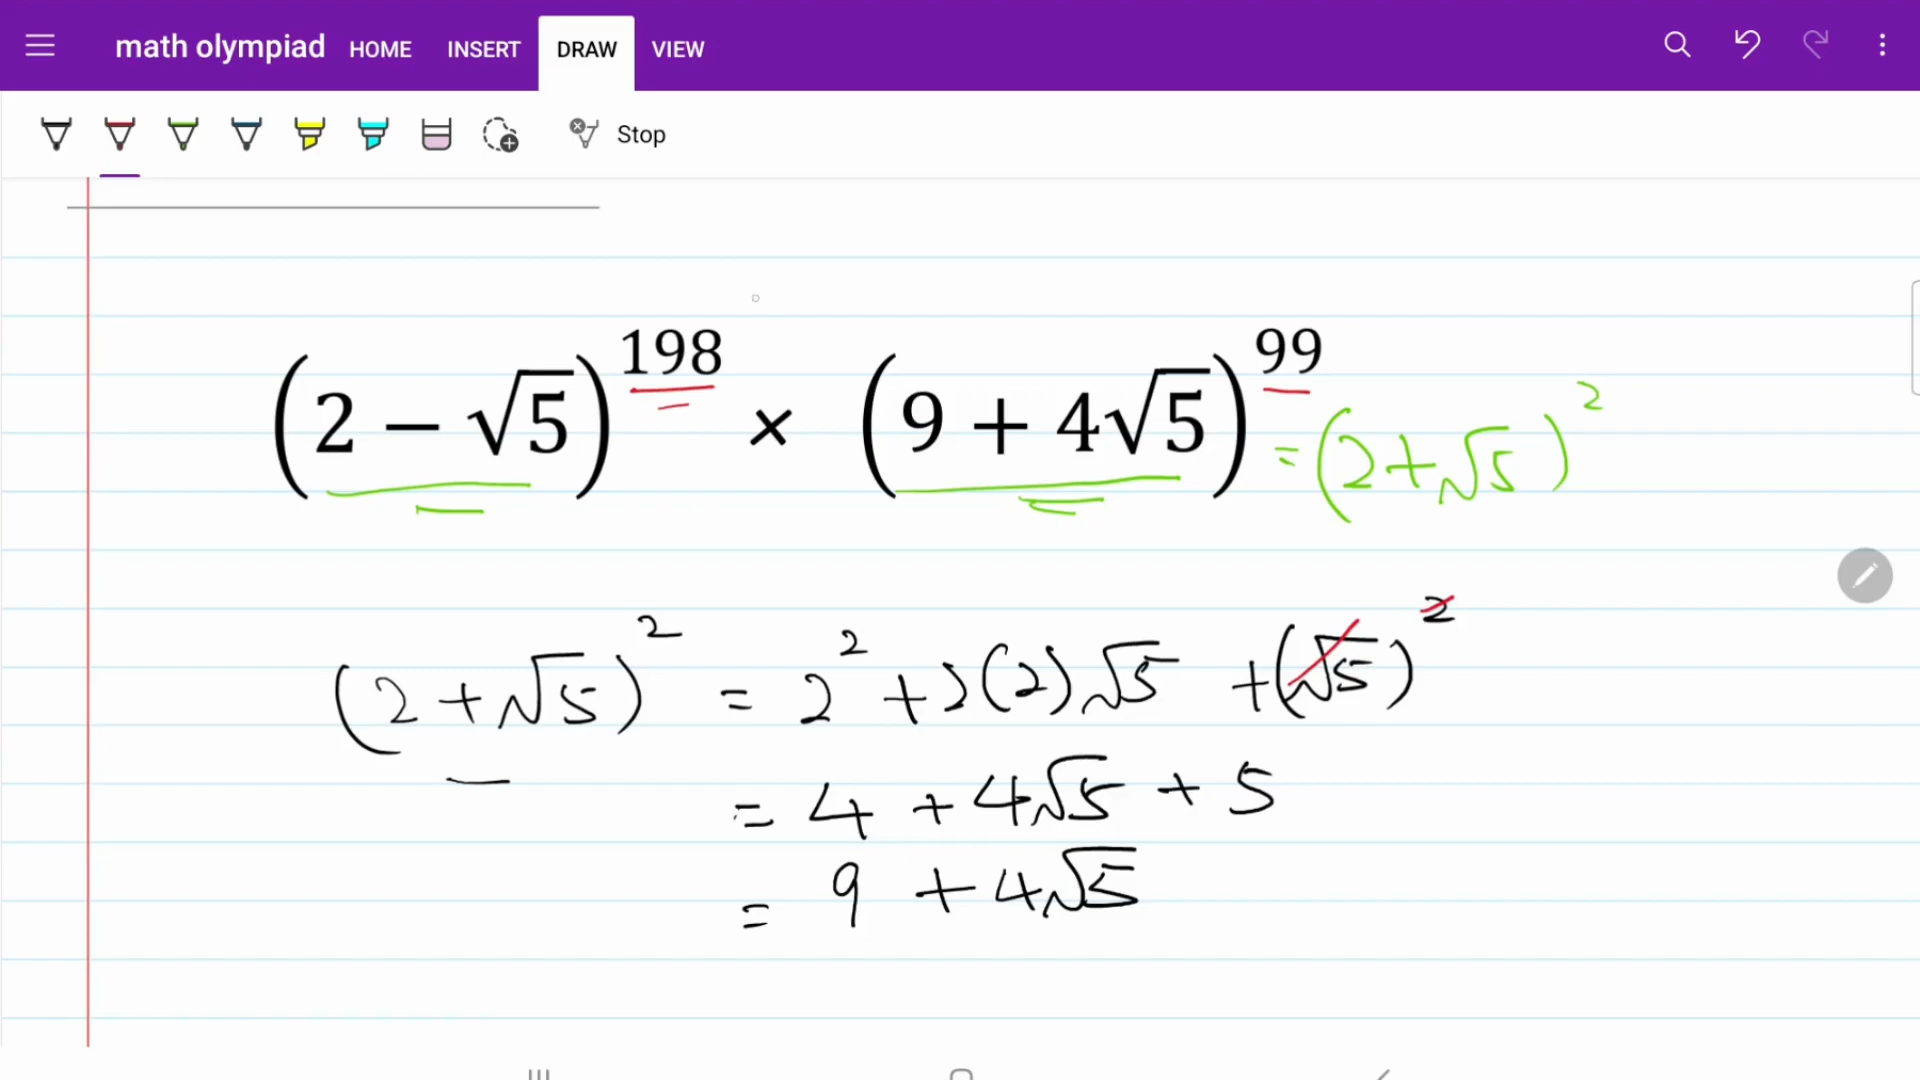 math olympiad HOME INSERT DRAW VIEW
Stop
(2 − √5)^198 × (9 + 4√5)^99 = (2 + √5)^2
(2 + √5)^2 = 2^2 + 2(2)√5 + (√5)^2
= 4 + 4√5 + 5
= 9 + 4√5